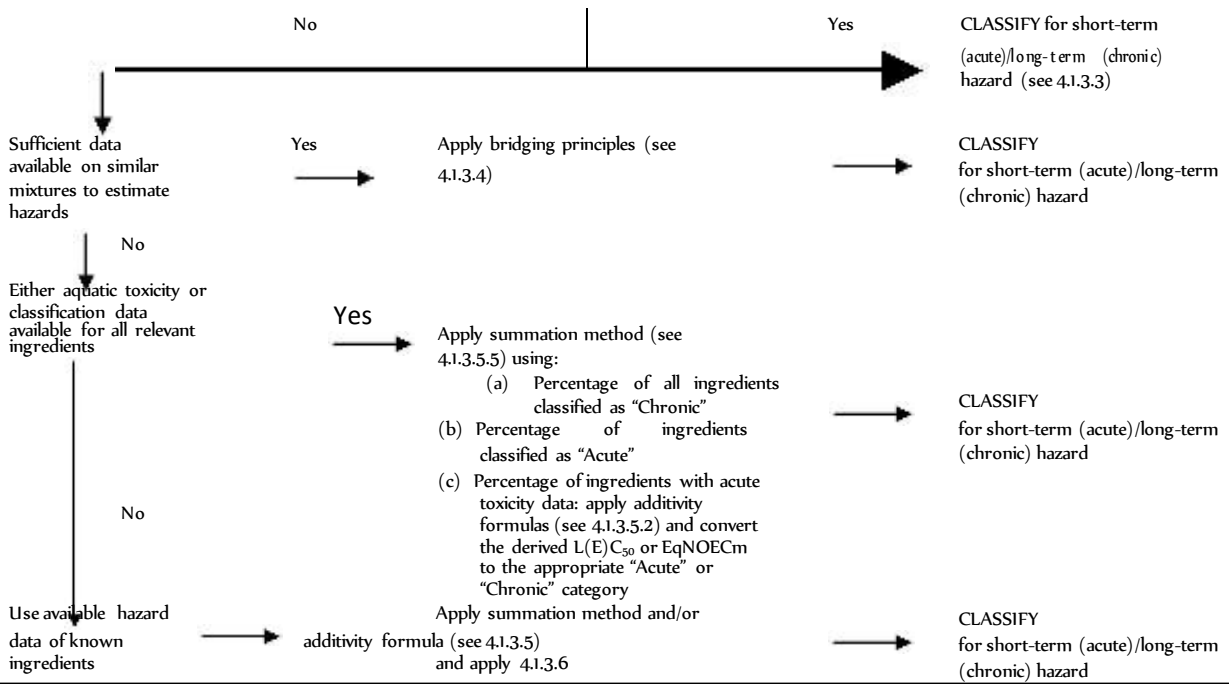 No
Yes
CLASSIFY for short-term
(acute)/long-term (chronic)
hazard (see 4.1.3.3)
Sufficient data
available on similar
mixtures to estimate
hazards
Yes
Apply bridging principles (see
4.1.3.4)
CLASSIFY
for short-term (acute)/long-term
(chronic) hazard
No
Either aquatic toxicity or
classification data
available for all relevant
ingredients
Yes
Apply summation method (see
4.1.3.5.5) using:
(a) Percentage of all ingredients
classified as “Chronic”
(b) Percentage of ingredients
classified as “Acute”
(c) Percentage of ingredients with acute
toxicity data: apply additivity
formulas (see 4.1.3.5.2) and convert
the derived L(E)C₅₀ or EqNOECm
to the appropriate “Acute” or
“Chronic” category
CLASSIFY
for short-term (acute)/long-term
(chronic) hazard
No
Use available hazard
data of known
ingredients
Apply summation method and/or
additivity formula (see 4.1.3.5)
and apply 4.1.3.6
CLASSIFY
for short-term (acute)/long-term
(chronic) hazard